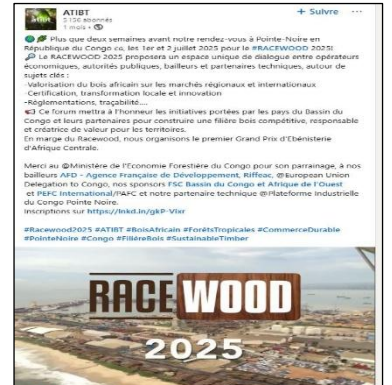 ATIBT
5 156 abonnés
1 mois •
+ Suivre ...
Plus que deux semaines avant notre rendez-vous à Pointe-Noire en
République du Congo ce, les 1er et 2 juillet 2025 pour le #RACEWOOD 2025!
Le RACEWOOD 2025 proposera un espace unique de dialogue entre opérateurs
économiques, autorités publiques, bailleurs et partenaires techniques, autour de
sujets clés :
-Valorisation du bois africain sur les marchés régionaux et internationaux
-Certification, transformation locale et innovation
-Réglementations, traçabilité....
Ce forum mettra à l'honneur les initiatives portées par les pays du Bassin du
Congo et leurs partenaires pour construire une filière bois compétitive, responsable
et créatrice de valeur pour les territoires.
En marge du Racewood, nous organisons le premier Grand Prix d'Ebénisterie
d'Afrique Centrale.
Merci au @Ministère de l'Economie Forestière du Congo pour son parrainage, à nos
bailleurs AFD - Agence Française de Développement, Riffeac, @European Union
Delegation to Congo, nos sponsors FSC Bassin du Congo et Afrique de l'Ouest
et PEFC International/PAFC et notre partenaire technique @Plateforme Industrielle
du Congo Pointe Noire.
Inscriptions sur https://lnkd.in/gkP-Vixr
#Racewood2025 #ATIBT #BoisAfricain #ForêtsTropicales #CommerceDurable
#PointeNoire #Congo #FilièreBois #SustainableTimber
RACEWOOD
2025